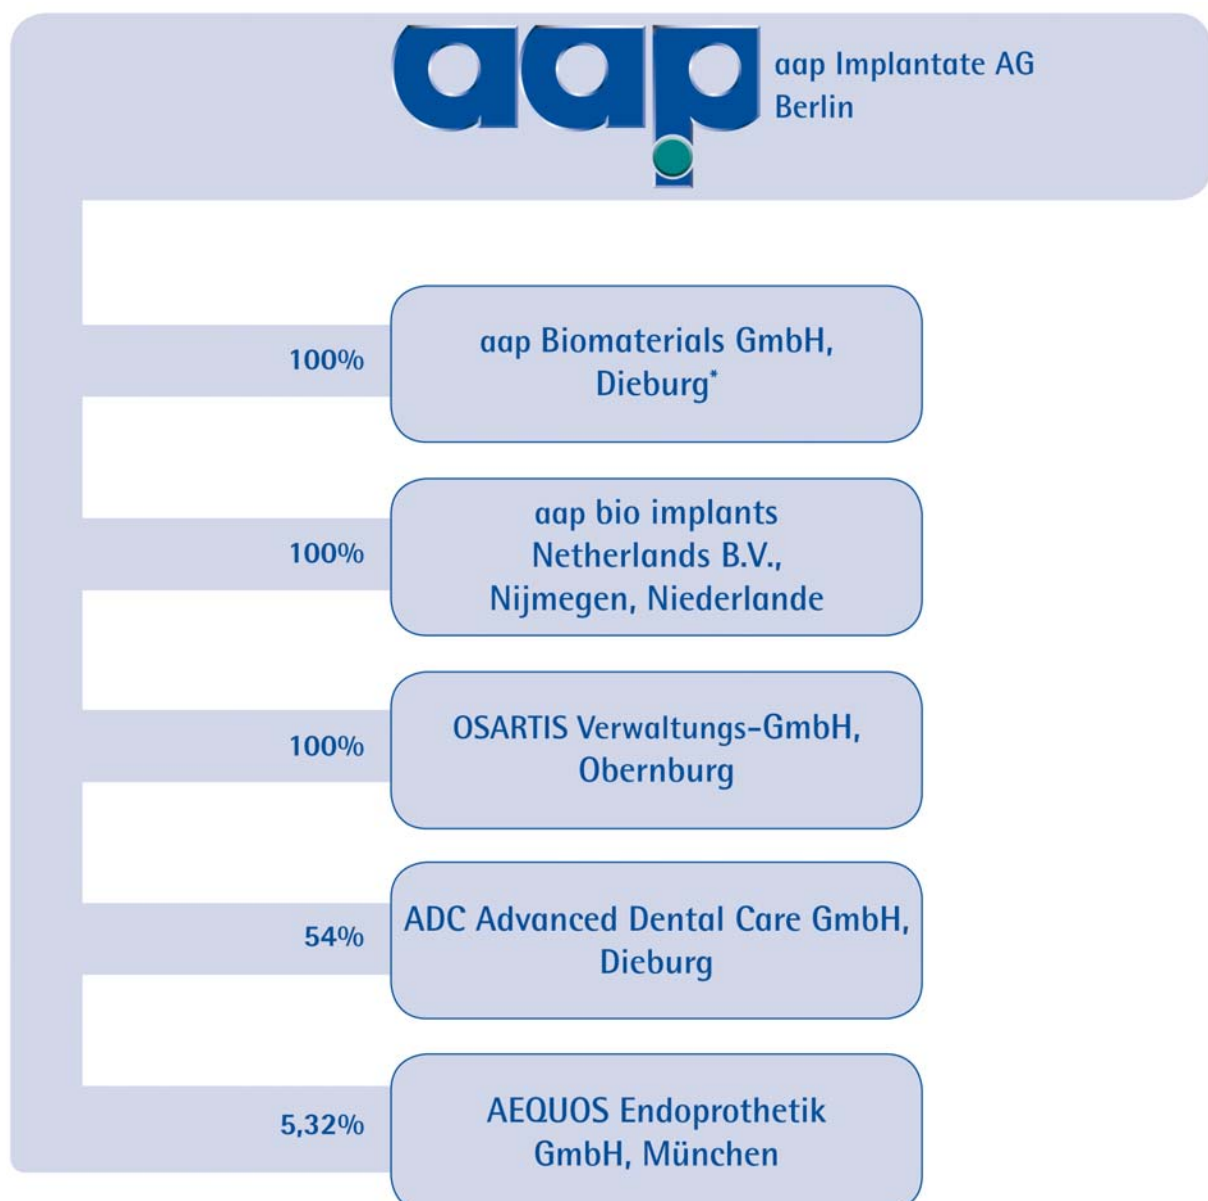 aap
aap Implantate AG
Berlin
100%
aap Biomaterials GmbH,
Dieburg*
100%
aap bio implants
Netherlands B.V.,
Nijmegen, Niederlande
100%
OSARTIS Verwaltungs-GmbH,
Obernburg
54%
ADC Advanced Dental Care GmbH,
Dieburg
5,32%
AEQUOS Endoprothetik
GmbH, München